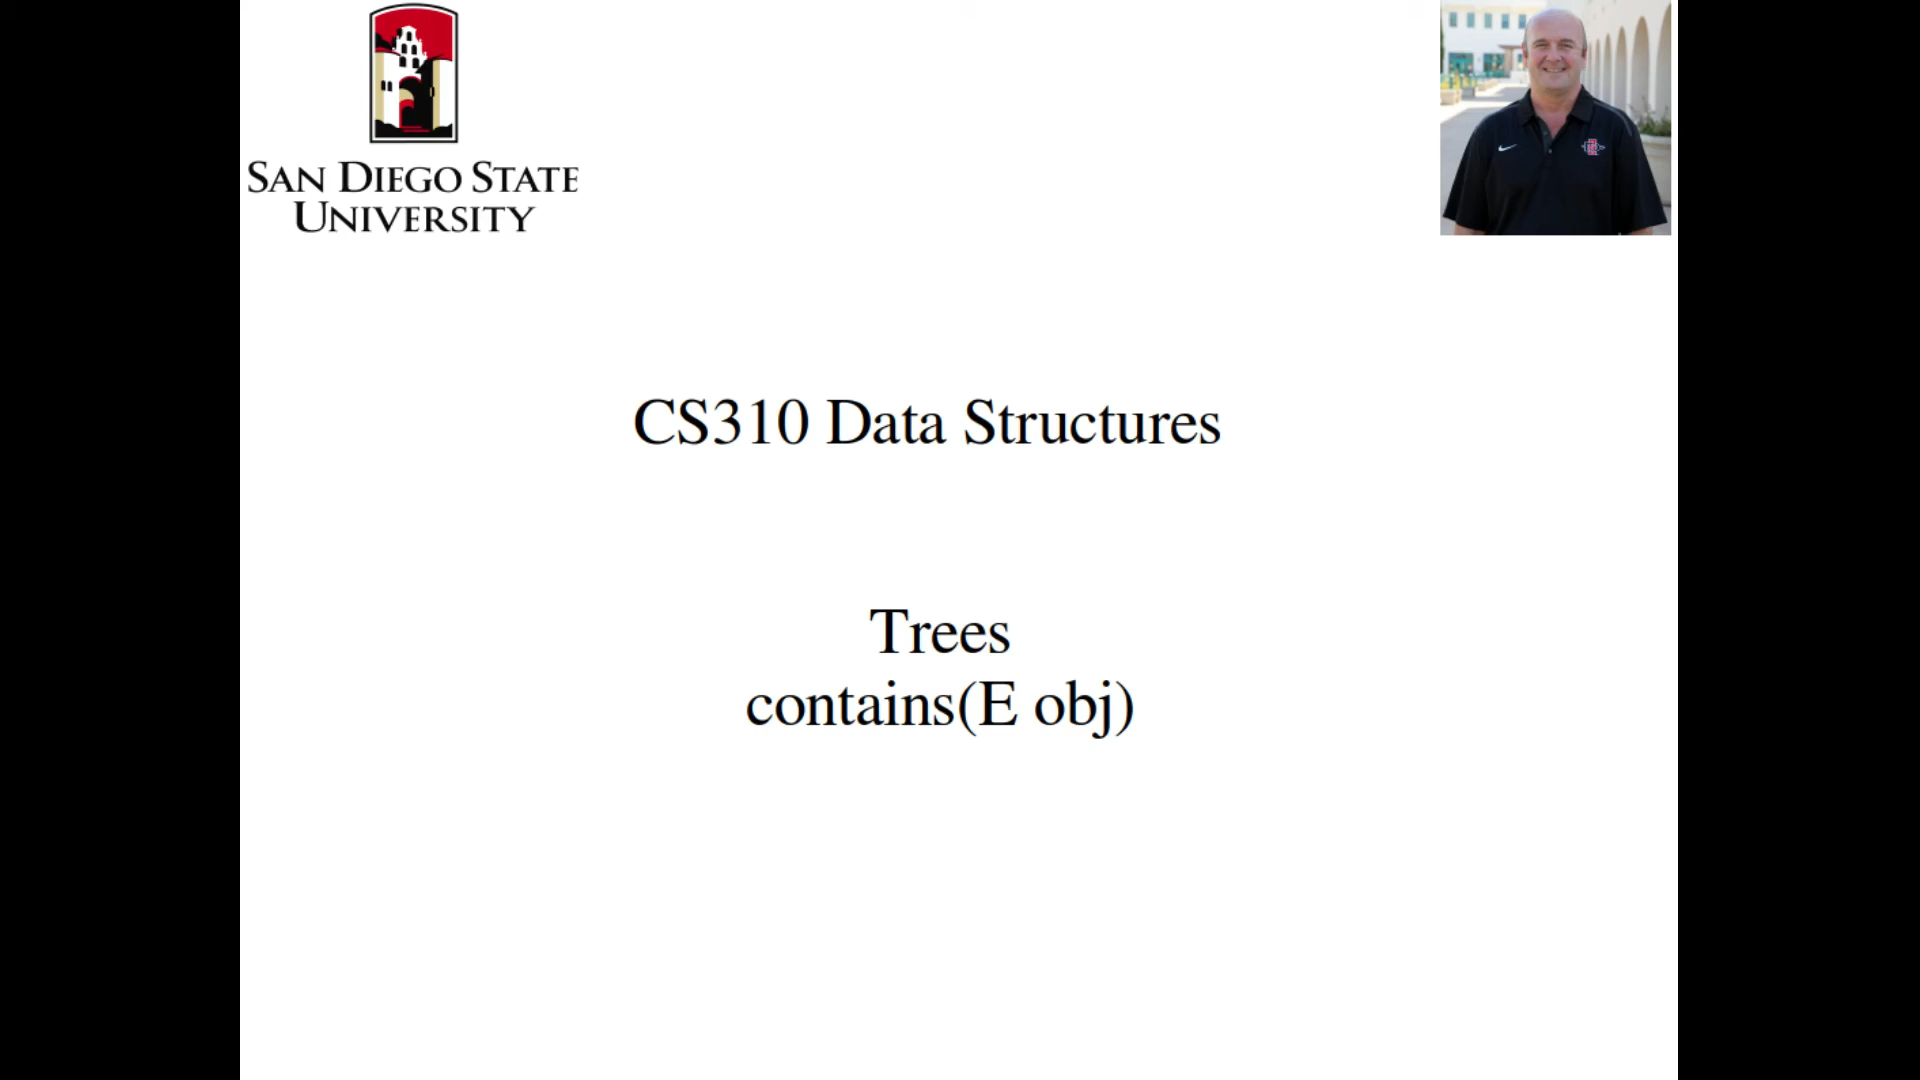 SAN DIEGO STATE
UNIVERSITY
CS310 Data Structures
Trees
contains(E obj)